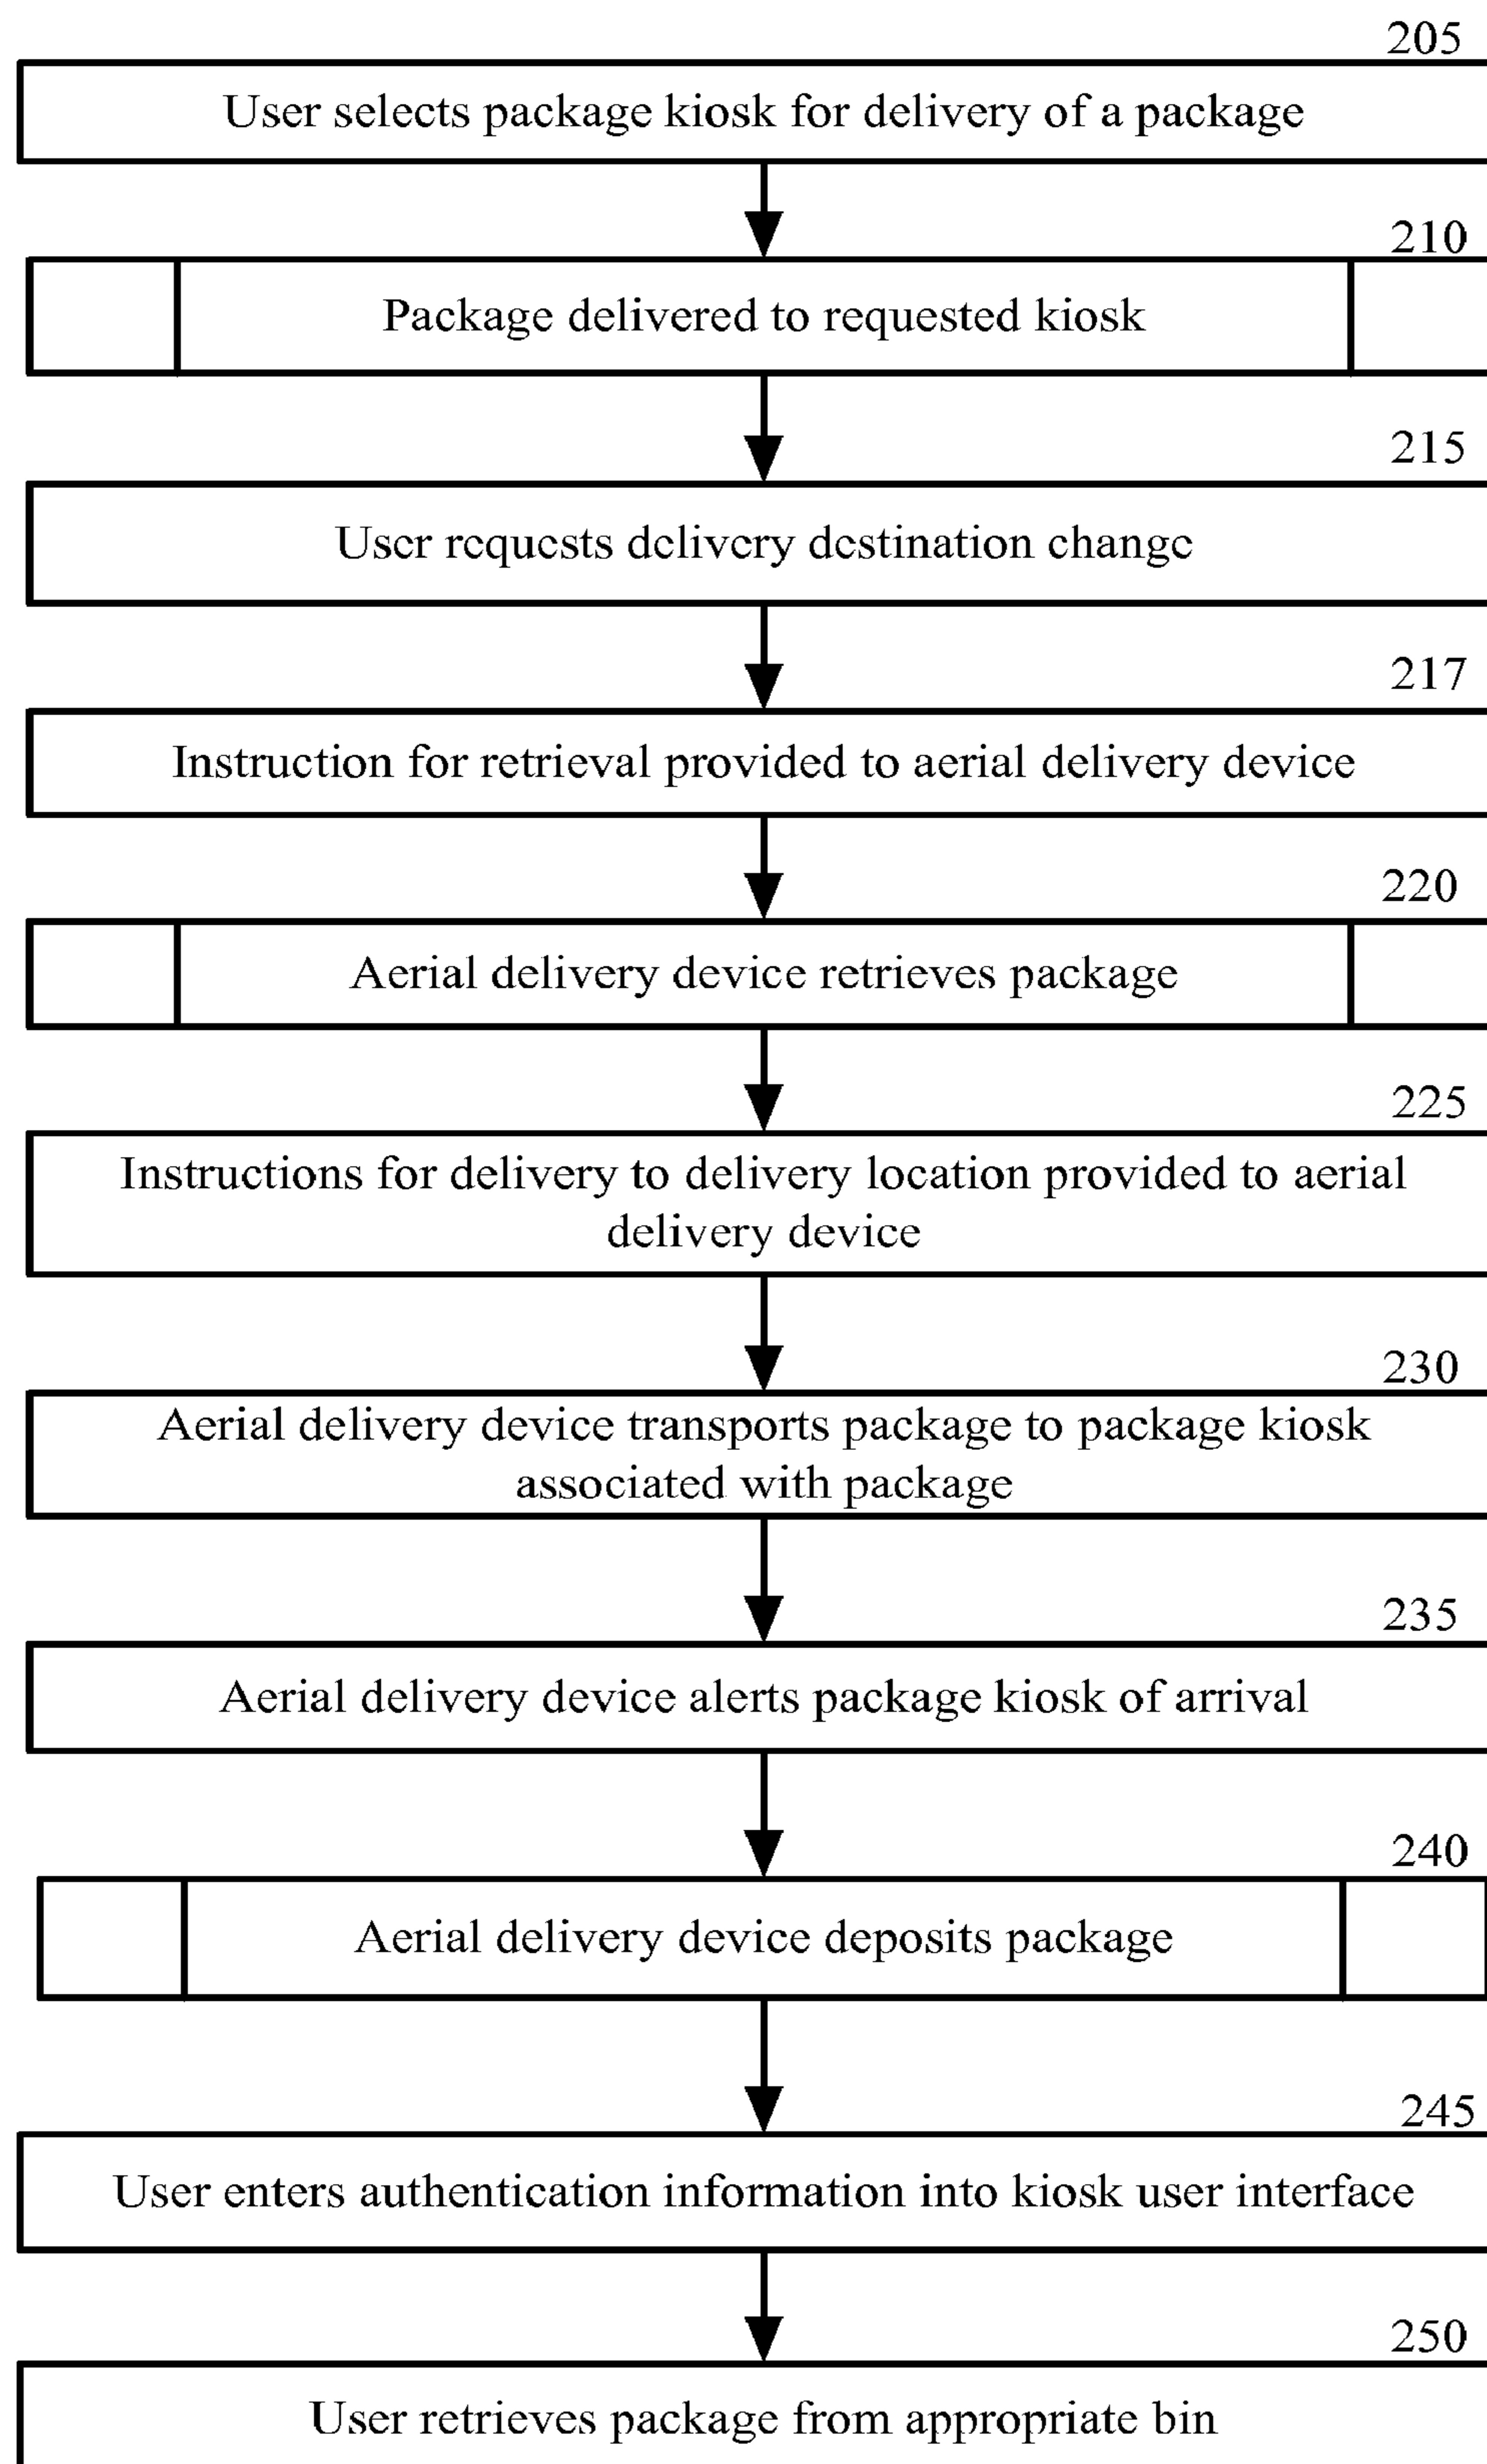 205
User selects package kiosk for delivery of a package
210
Package delivered to requested kiosk
215
User requests delivery destination change
217
Instruction for retrieval provided to aerial delivery device
220
Aerial delivery device retrieves package
225
Instructions for delivery to delivery location provided to aerial
delivery device
230
Aerial delivery device transports package to package kiosk
associated with package
235
Aerial delivery device alerts package kiosk of arrival
240
Aerial delivery device deposits package
245
User enters authentication information into kiosk user interface
250
User retrieves package from appropriate bin